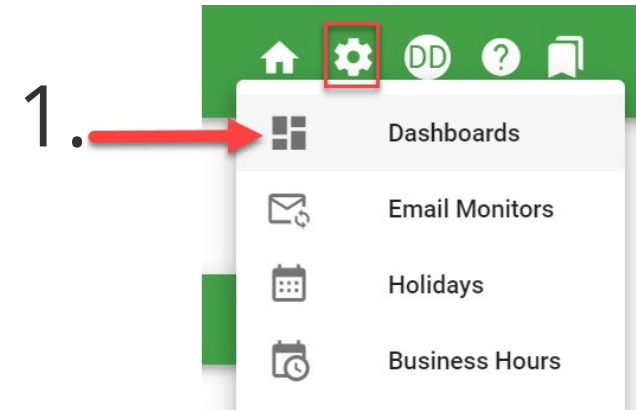 DD ?
1.
Dashboards
Email Monitors
Holidays
Business Hours